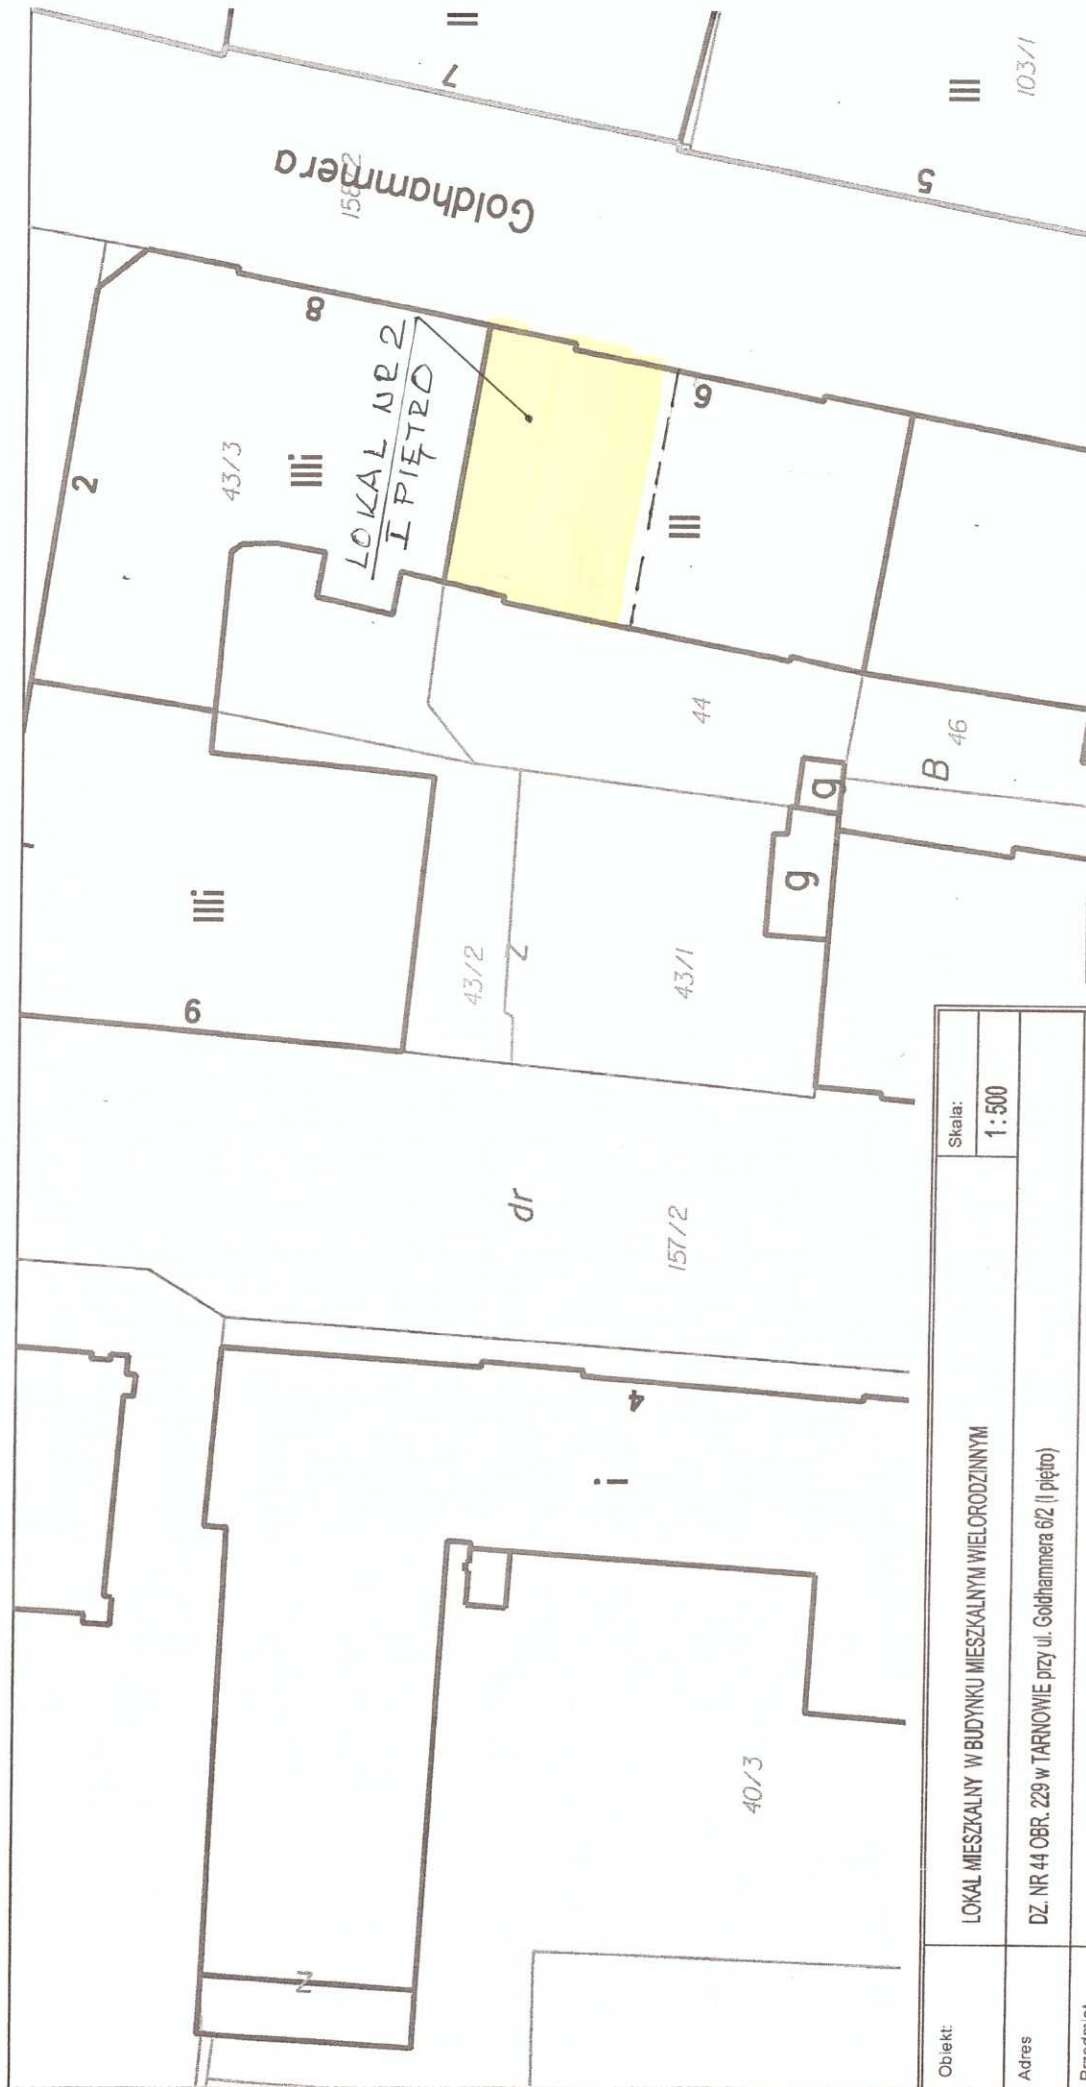 II
7
Goldhammera
III
103/1
5
8
2
43/3
IIIi
LOKAL NR 2
I PIĘTRO
6
III
44
46
B
g
g
IIIi
9
43/2
z
43/1
dr
157/2
4
i
40/3
z
Skala:
1:500
Obiekt:
LOKAL MIESZKALNY W BUDYNKU MIESZKALNYM WIELORODZINNYM
Adres
DZ. NR 44 OBR. 229 w TARNOWIE przy ul. Goldhammera 6/2 (I piętro)